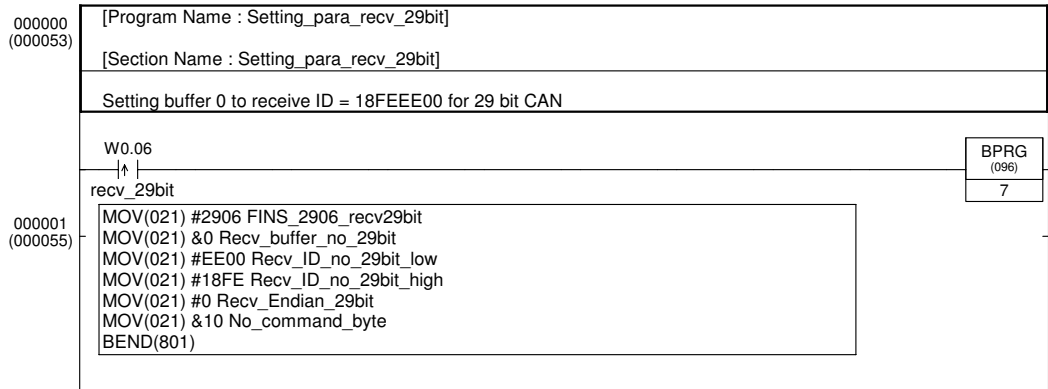 000000
(000053)
[Program Name : Setting_para_recv_29bit]
[Section Name : Setting_para_recv_29bit]
Setting buffer 0 to receive ID = 18FEEE00 for 29 bit CAN
W0.06
recv_29bit
BPRG
(096)
7
000001
(000055)
MOV(021) #2906 FINS_2906_recv29bit
MOV(021) &0 Recv_buffer_no_29bit
MOV(021) #EE00 Recv_ID_no_29bit_low
MOV(021) #18FE Recv_ID_no_29bit_high
MOV(021) #0 Recv_Endian_29bit
MOV(021) &10 No_command_byte
BEND(801)